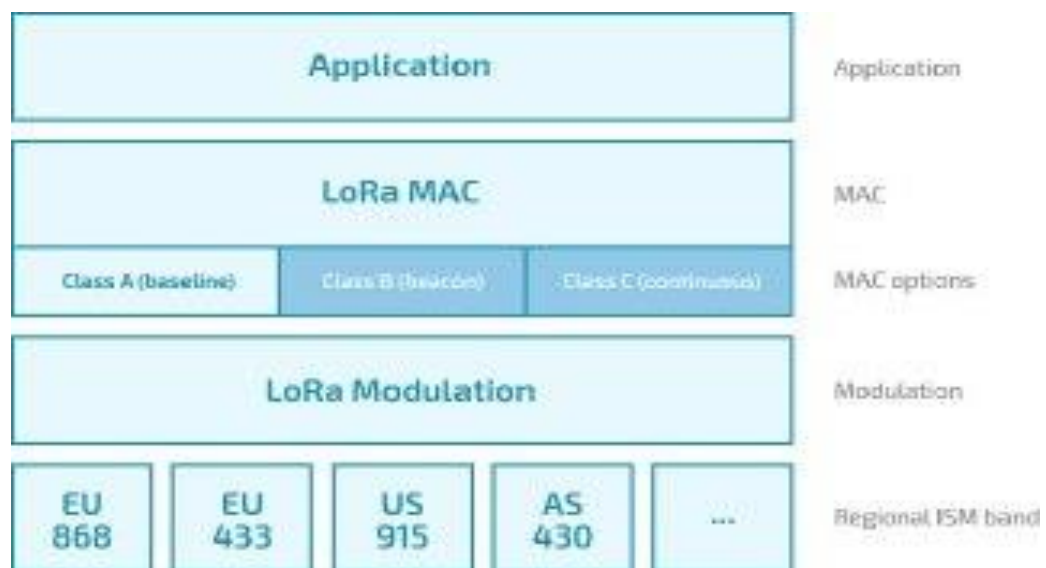 Application
Application
LoRa MAC
MAC
Class A (baseline)
Class B (beacon)
Class C (continuous)
MAC options
LoRa Modulation
Modulation
EU
868
EU
433
US
915
AS
430
...
Regional ISM band